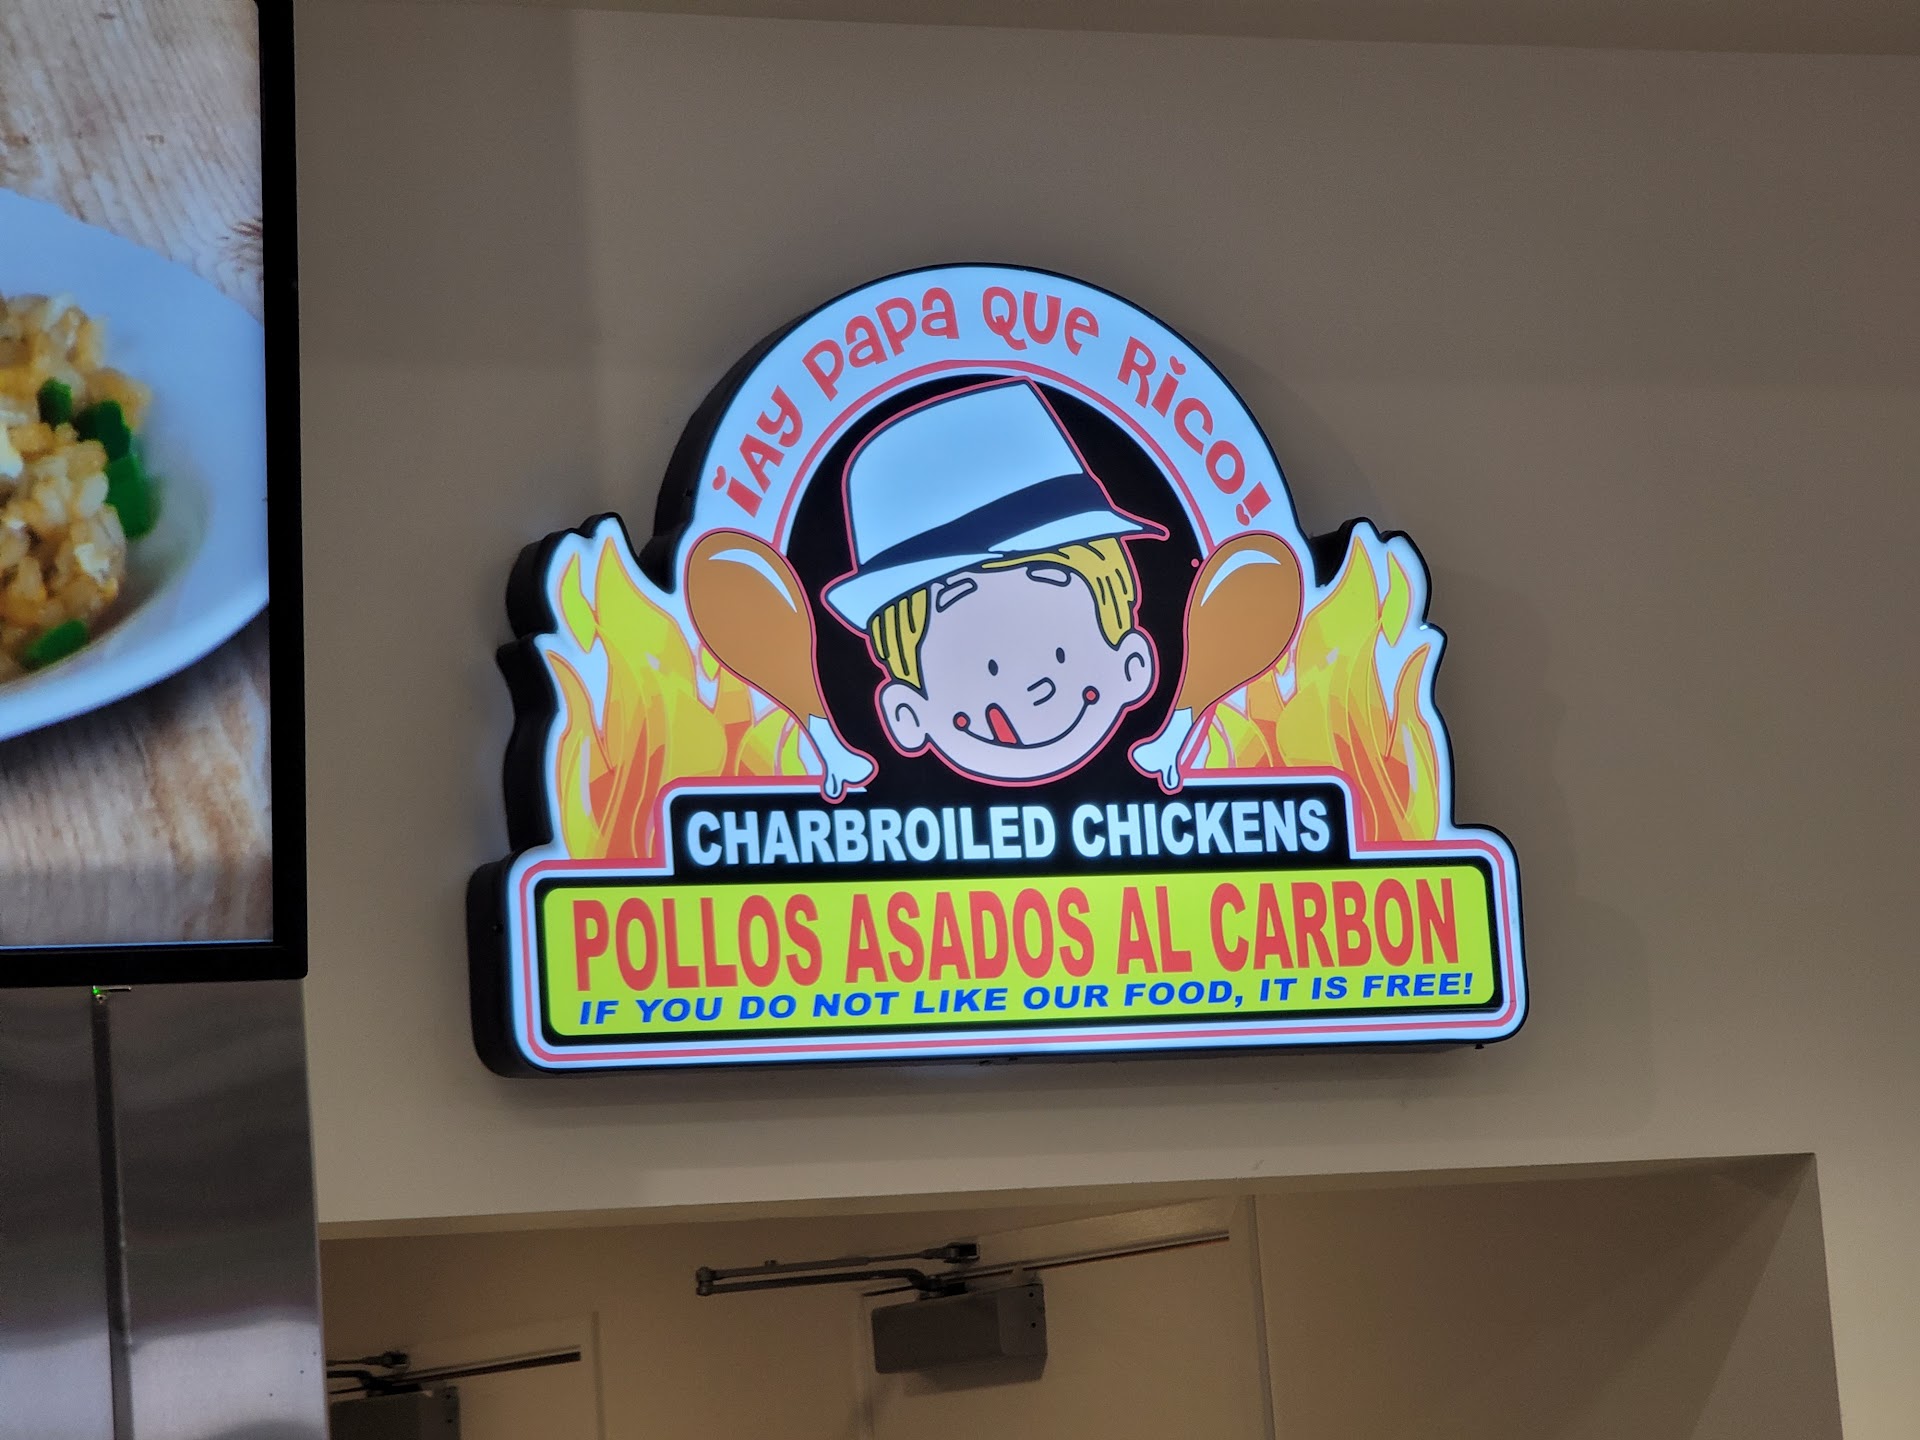 ¡AY PAPA QUE RICO!
CHARBROILED CHICKENS
POLLOS ASADOS AL CARBON
IF YOU DO NOT LIKE OUR FOOD, IT IS FREE!